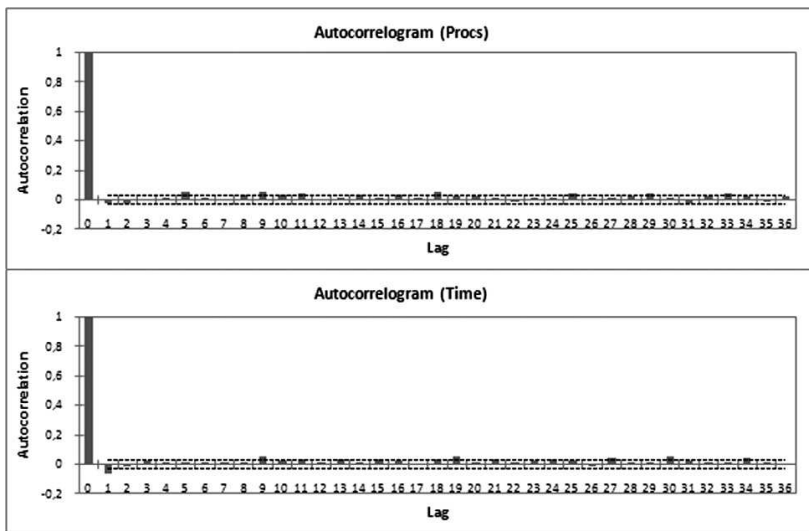 Autocorrelogram (Procs)
1
0,8
0,6
0,4
0,2
0
-0,2
Autocorrelation
0 1 2 3 4 5 6 7 8 9 10 11 12 13 14 15 16 17 18 19 20 21 22 23 24 25 26 27 28 29 30 31 32 33 34 35 36
Lag
Autocorrelogram (Time)
1
0,8
0,6
0,4
0,2
0
-0,2
Autocorrelation
0 1 2 3 4 5 6 7 8 9 10 11 12 13 14 15 16 17 18 19 20 21 22 23 24 25 26 27 28 29 30 31 32 33 34 35 36
Lag